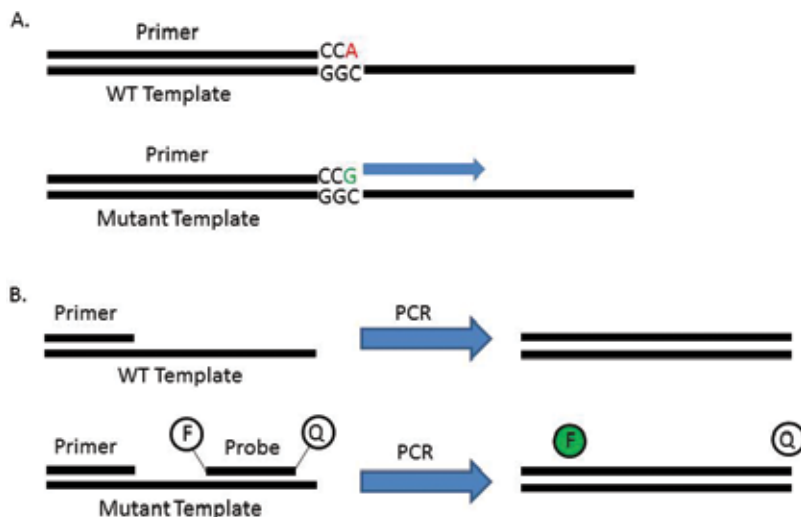 A.
Primer
CCA
GGC
WT Template
Primer
CCG
GGC
Mutant Template
B.
Primer
PCR
WT Template
F
Q
F
Q
Primer
Probe
PCR
Mutant Template